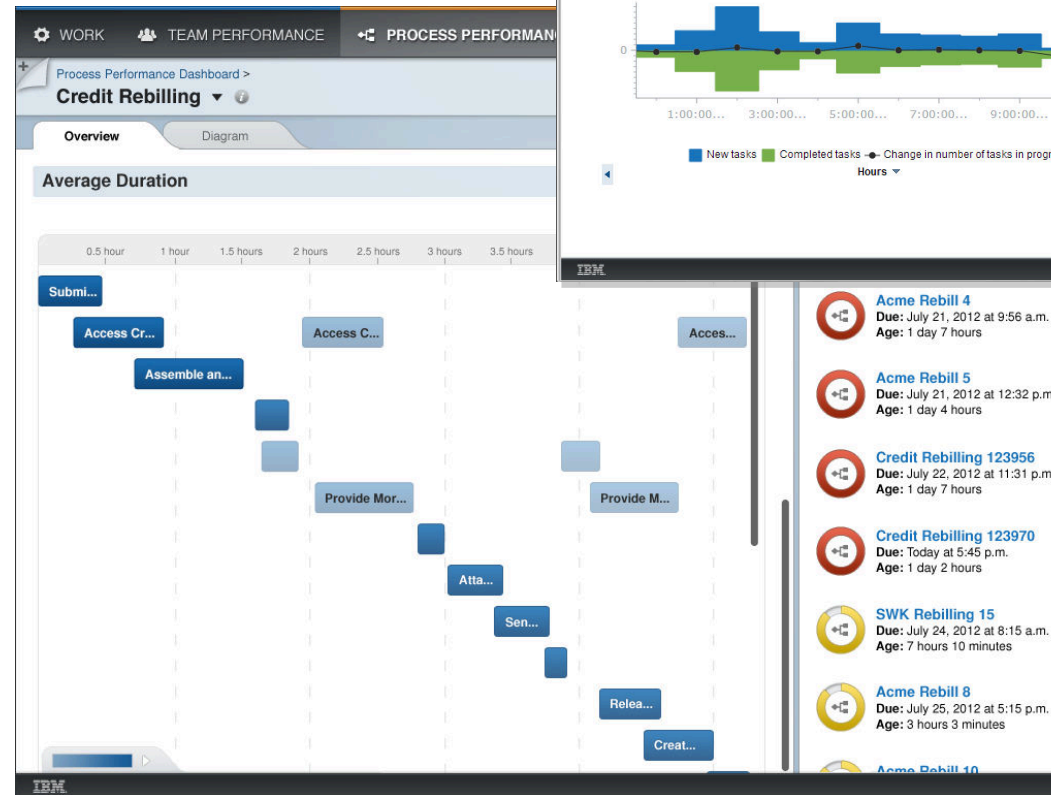 WORK
TEAM PERFORMANCE
PROCESS PERFORMAN
Process Performance Dashboard >
Credit Rebilling
Overview
Diagram
Average Duration
0.5 hour
1 hour
1.5 hours
2 hours
2.5 hours
3 hours
3.5 hours
Submi...
Access Cr...
Access C...
Acces...
Assemble an...
Provide Mor...
Provide M...
Atta...
Sen...
Relea...
Creat...
IBM
0
1:00:00...
3:00:00...
5:00:00...
7:00:00...
9:00:00...
New tasks
Completed tasks
Change in number of tasks in progr
Hours
IBM
Acme Rebill 4
Due: July 21, 2012 at 9:56 a.m.
Age: 1 day 7 hours
Acme Rebill 5
Due: July 21, 2012 at 12:32 p.m
Age: 1 day 4 hours
Credit Rebilling 123956
Due: July 22, 2012 at 11:31 p.m
Age: 1 day 7 hours
Credit Rebilling 123970
Due: Today at 5:45 p.m.
Age: 1 day 2 hours
SWK Rebilling 15
Due: July 24, 2012 at 8:15 a.m.
Age: 7 hours 10 minutes
Acme Rebill 8
Due: July 25, 2012 at 5:15 p.m.
Age: 3 hours 3 minutes
Acme Rebill 10